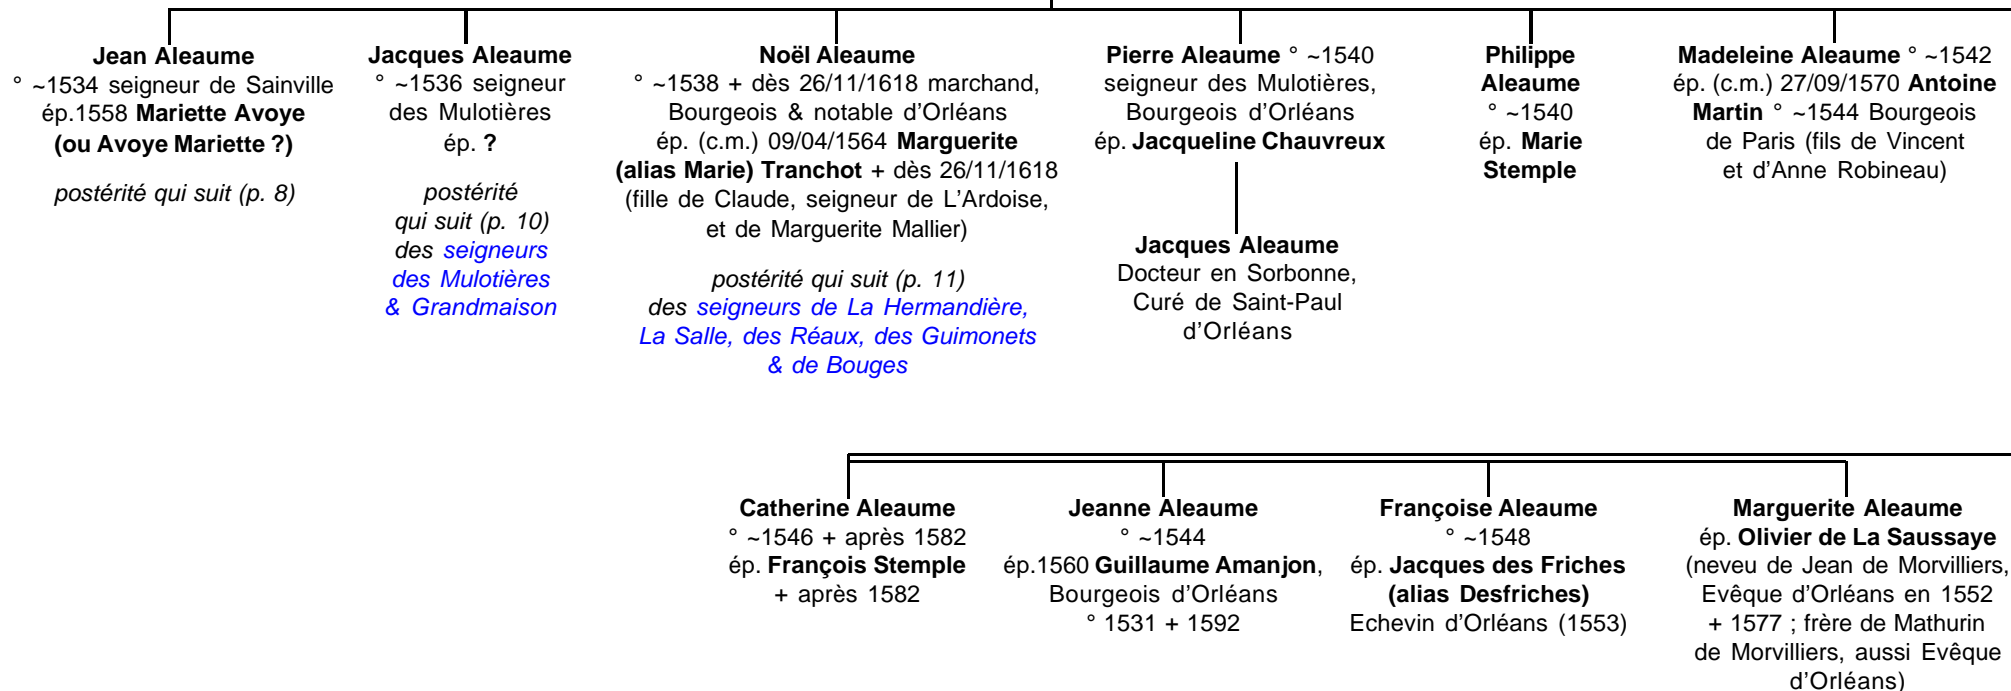 Jean Aleaume
° ~1534 seigneur de Sainville
ép.1558 Mariette Avoye
(ou Avoye Mariette ?)
postérité qui suit (p. 8)
Jacques Aleaume
° ~1536 seigneur
des Mulotières
ép. ?
postérité
qui suit (p. 10)
des seigneurs
des Mulotières
& Grandmaison
Noël Aleaume
° ~1538 + dès 26/11/1618 marchand,
Bourgeois & notable d'Orléans
ép. (c.m.) 09/04/1564 Marguerite
(alias Marie) Tranchot + dès 26/11/1618
(fille de Claude, seigneur de L'Ardoise,
et de Marguerite Mallier)
postérité qui suit (p. 11)
des seigneurs de La Hermandière,
La Salle, des Réaux, des Guimonets
& de Bouges
Pierre Aleaume ° ~1540
seigneur des Mulotières,
Bourgeois d'Orléans
ép. Jacqueline Chauvreux
Jacques Aleaume
Docteur en Sorbonne,
Curé de Saint-Paul
d'Orléans
Philippe
Aleaume
° ~1540
ép. Marie
Stemple
Madeleine Aleaume ° ~1542
ép. (c.m.) 27/09/1570 Antoine
Martin ° ~1544 Bourgeois
de Paris (fils de Vincent
et d'Anne Robineau)
Catherine Aleaume
° ~1546 + après 1582
ép. François Stemple
+ après 1582
Jeanne Aleaume
° ~1544
ép.1560 Guillaume Amanjon,
Bourgeois d'Orléans
° 1531 + 1592
Françoise Aleaume
° ~1548
ép. Jacques des Friches
(alias Desfriches)
Echevin d'Orléans (1553)
Marguerite Aleaume
ép. Olivier de La Saussaye
(neveu de Jean de Morvilliers,
Evêque d'Orléans en 1552
+ 1577 ; frère de Mathurin
de Morvilliers, aussi Evêque
d'Orléans)